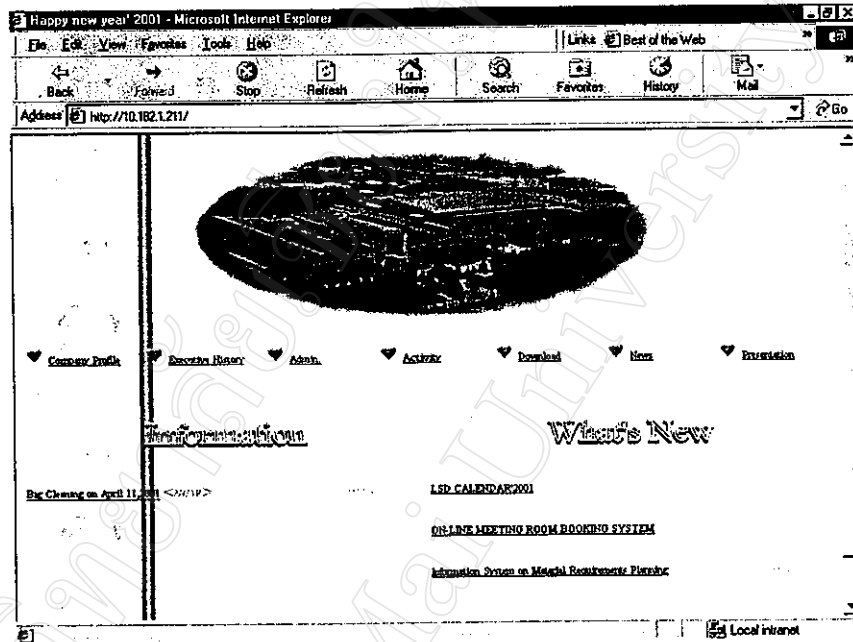 Happy new year' 2001 - Microsoft Internet Explorer
File Edit View Favorites Tools Help Links Best of the Web
Back Forward Stop Refresh Home Search Favorites History Mail
Address http://10.182.1.211/ Go
Company Profile Executive History Admin. Activity Download News Presentation
Information What's New
Big Cleaning on April 11, 2001 <new> LSD CALENDAR'2001
ON-LINE MEETING ROOM BOOKING SYSTEM
Information System on Material Requirements Planning
Local intranet
Mai University